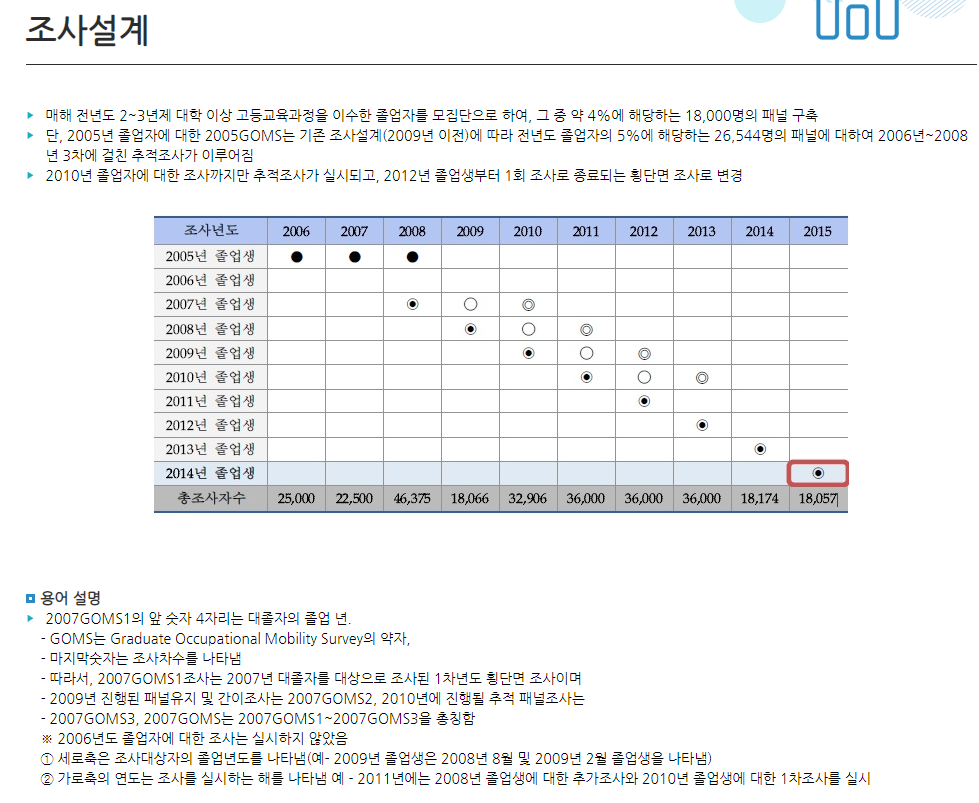 조사설계
매해 전년도 2~3년제 대학 이상 고등교육과정을 이수한 졸업자를 모집단으로 하여, 그 중 약 4%에 해당하는 18,000명의 패널 구축
단, 2005년 졸업자에 대한 2005GOMS는 기존 조사설계(2009년 이전)에 따라 전년도 졸업자의 5%에 해당하는 26,544명의 패널에 대하여 2006년~2008
년 3차에 걸친 추적조사가 이루어짐
2010년 졸업자에 대한 조사까지만 추적조사가 실시되고, 2012년 졸업생부터 1회 조사로 종료되는 횡단면 조사로 변경
조사년도 2006 2007 2008 2009 2010 2011 2012 2013 2014 2015
2005년 졸업생 ● ● ●
2006년 졸업생
2007년 졸업생 ◉ ○ ◎
2008년 졸업생 ◉ ○ ◎
2009년 졸업생 ◉ ○ ◎
2010년 졸업생 ◉ ○ ◎
2011년 졸업생 ◉
2012년 졸업생 ◉
2013년 졸업생 ◉
2014년 졸업생 ◉
총조사자수 25,000 22,500 46,375 18,066 32,906 36,000 36,000 36,000 18,174 18,057
용어 설명
2007GOMS1의 앞 숫자 4자리는 대졸자의 졸업 년.
- GOMS는 Graduate Occupational Mobility Survey의 약자,
- 마지막숫자는 조사차수를 나타냄
- 따라서, 2007GOMS1조사는 2007년 대졸자를 대상으로 조사된 1차년도 횡단면 조사이며
- 2009년 진행된 패널유지 및 간이조사는 2007GOMS2, 2010년에 진행될 추적 패널조사는
- 2007GOMS3, 2007GOMS는 2007GOMS1~2007GOMS3을 총칭함
※ 2006년도 졸업자에 대한 조사는 실시하지 않았음
① 세로축은 조사대상자의 졸업년도를 나타냄(예- 2009년 졸업생은 2008년 8월 및 2009년 2월 졸업생을 나타냄)
② 가로축의 연도는 조사를 실시하는 해를 나타냄 예 - 2011년에는 2008년 졸업생에 대한 추가조사와 2010년 졸업생에 대한 1차조사를 실시